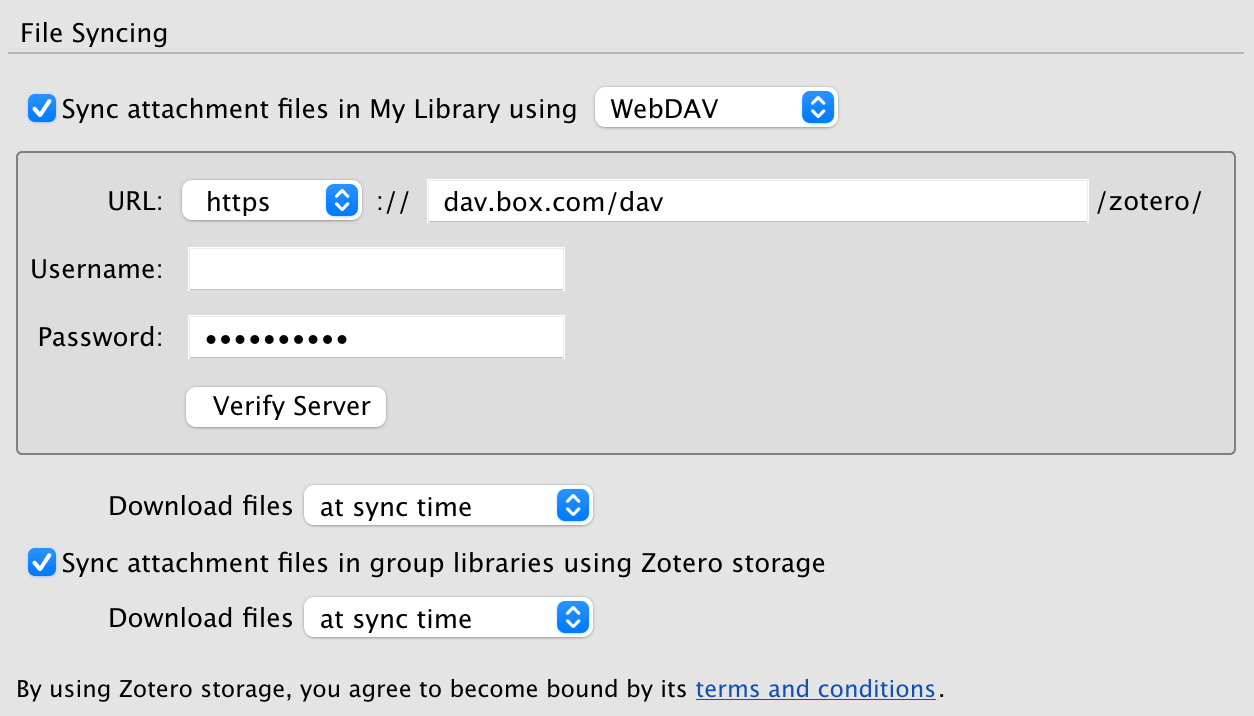 File Syncing
Sync attachment files in My Library using WebDAV
URL: https :// dav.box.com/dav /zotero/
Username:
Password: ••••••••••
Verify Server
Download files at sync time
Sync attachment files in group libraries using Zotero storage
Download files at sync time
By using Zotero storage, you agree to become bound by its terms and conditions.